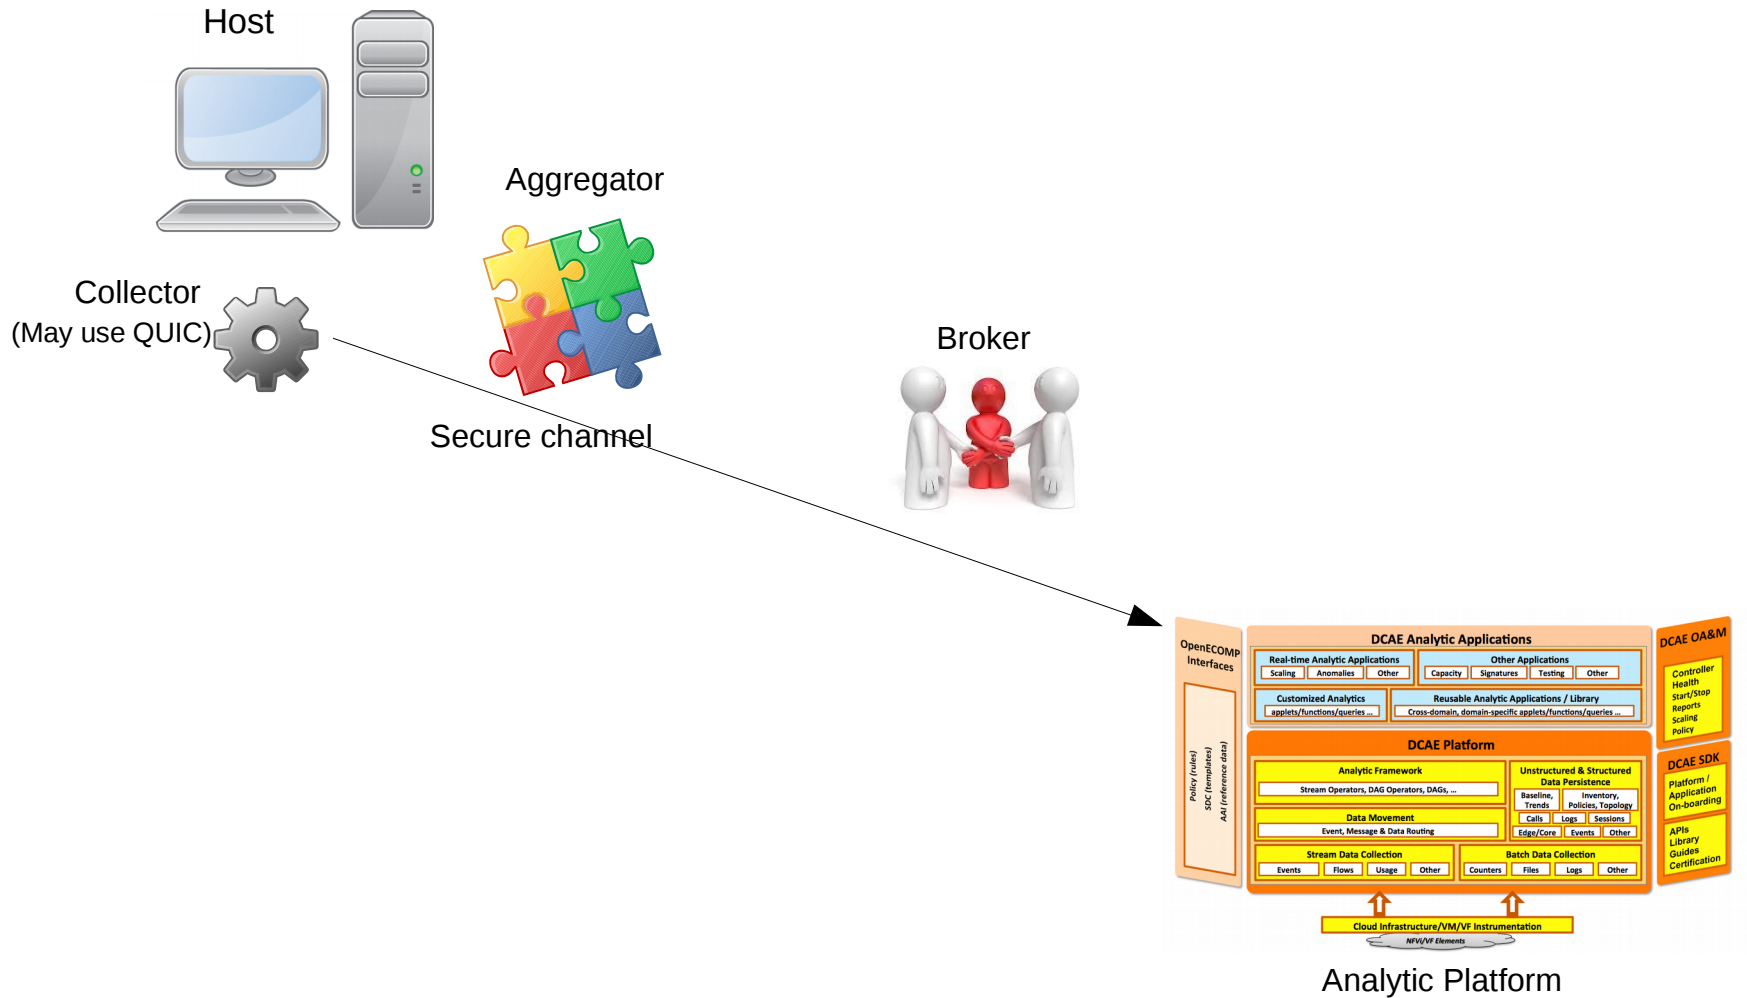 Host
Aggregator
Collector
(May use QUIC)
Broker
Secure channel
OpenECOMP
Interfaces
Policy (rules)
SDC (templates)
AAI (reference data)
DCAE Analytic Applications
Real-time Analytic Applications
Scaling Anomalies Other
Other Applications
Capacity Signatures Testing Other
Customized Analytics
applets/functions/queries ...
Reusable Analytic Applications / Library
Cross-domain, domain-specific applets/functions/queries ...
DCAE Platform
Analytic Framework
Stream Operators, DAG Operators, DAGs, ...
Data Movement
Event, Message & Data Routing
Unstructured & Structured
Data Persistence
Baseline,
Trends
Inventory,
Policies, Topology
Calls Logs Sessions
Edge/Core Events Other
Stream Data Collection
Events Flows Usage Other
Batch Data Collection
Counters Files Logs Other
DCAE OA&M
Controller
Health
Start/Stop
Reports
Scaling
Policy
DCAE SDK
Platform /
Application
On-boarding
APIs
Library
Guides
Certification
Cloud Infrastructure/VM/VF Instrumentation
NFVi/VF Elements
Analytic Platform